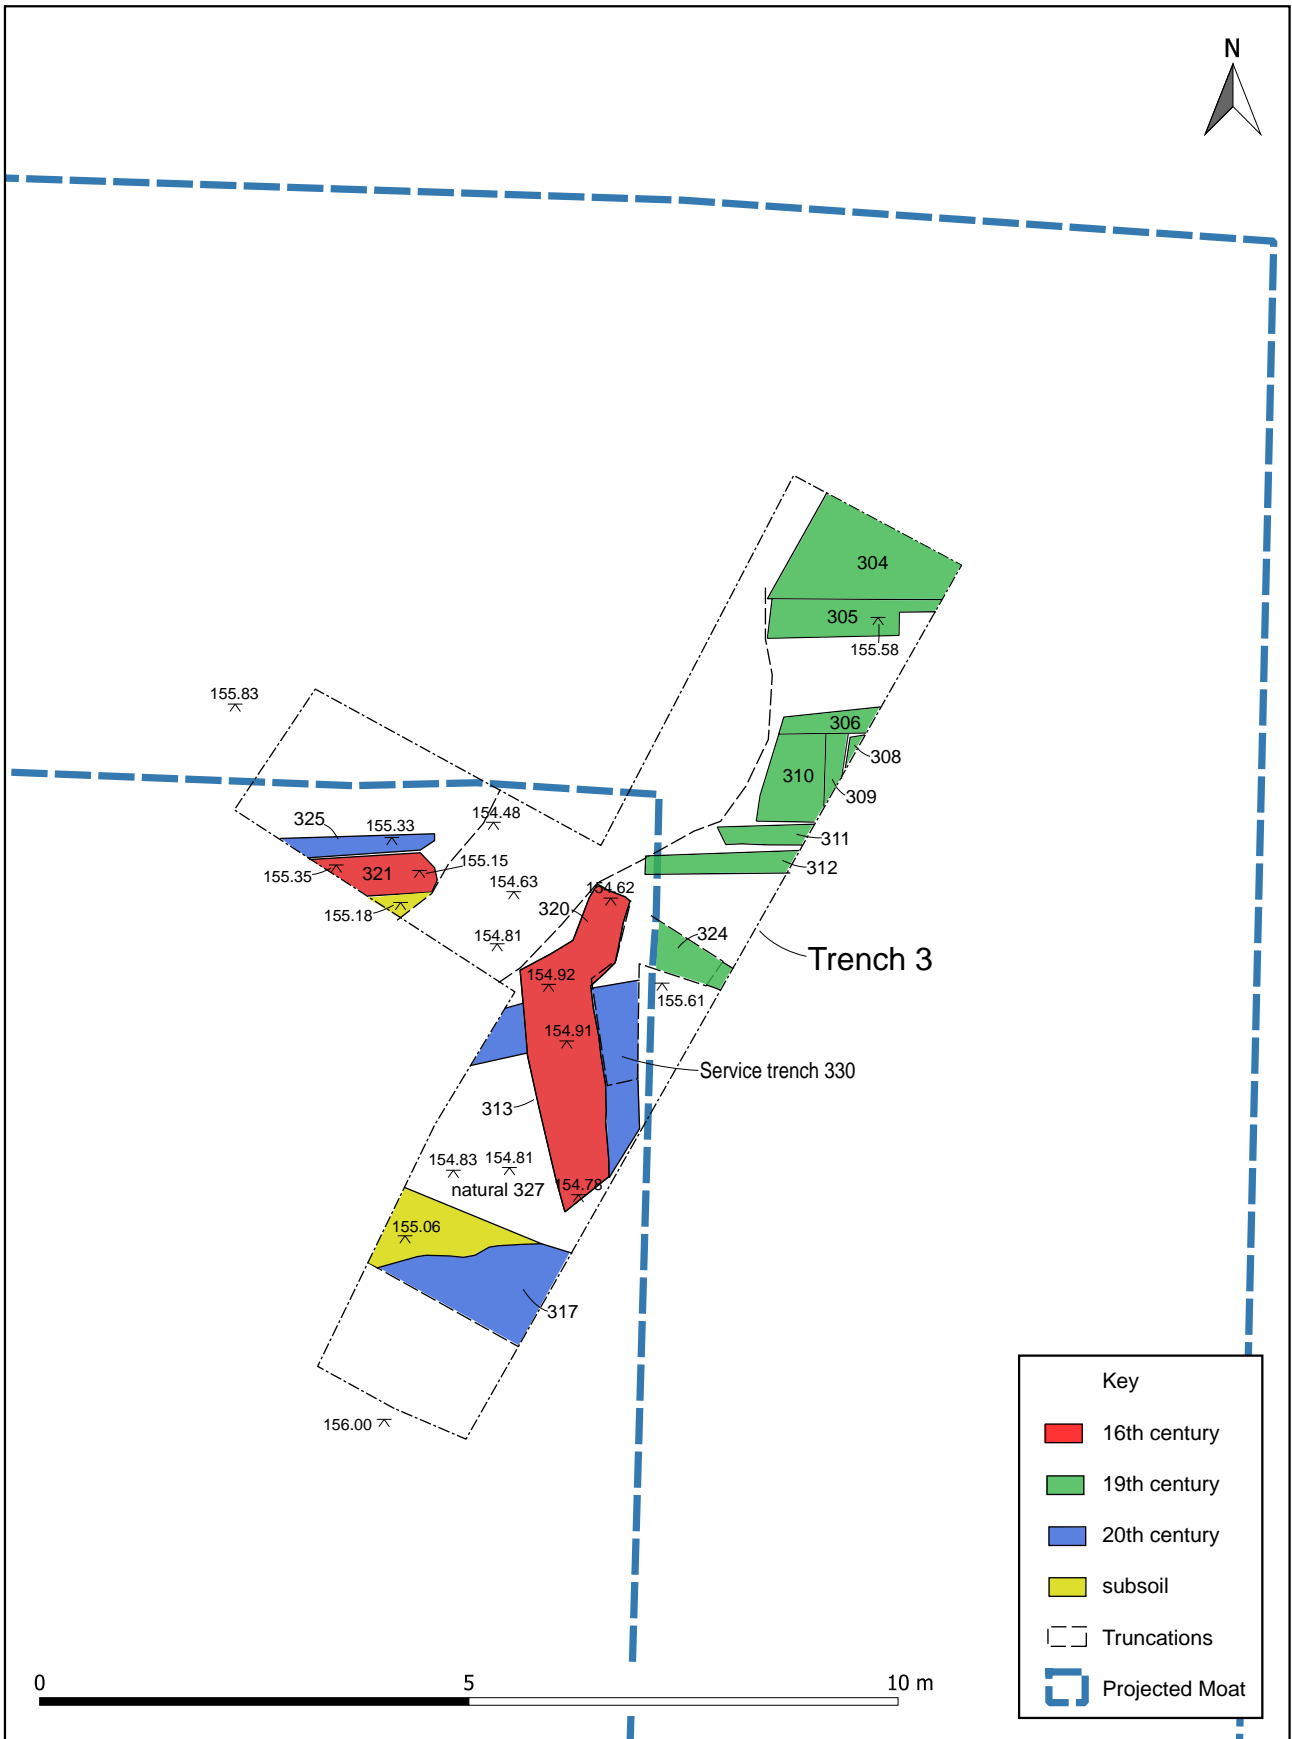 N
304
305
155.58
155.83
306
308
310
309
154.48
325
155.33
311
155.15
155.35
321
312
154.63
154.62
155.18
320
324
154.81
Trench 3
154.92
155.61
154.91
Service trench 330
313
154.83
154.81
natural 327
154.78
155.06
317
156.00
Key
16th century
19th century
20th century
subsoil
Truncations
Projected Moat
0
5
10 m